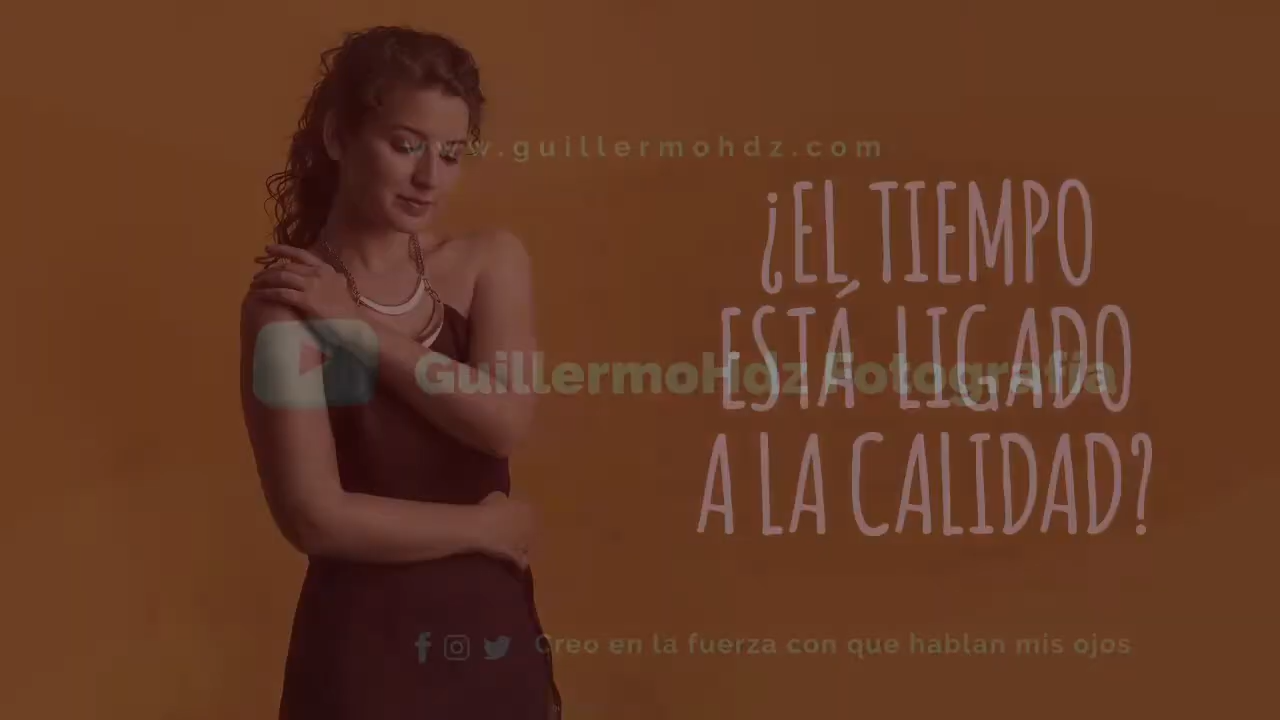 www.guillermohdz.com
¿EL TIEMPO
ESTÁ LIGADO
A LA CALIDAD?
GuillermoHdz Fotografía
Creo en la fuerza con que hablan mis ojos